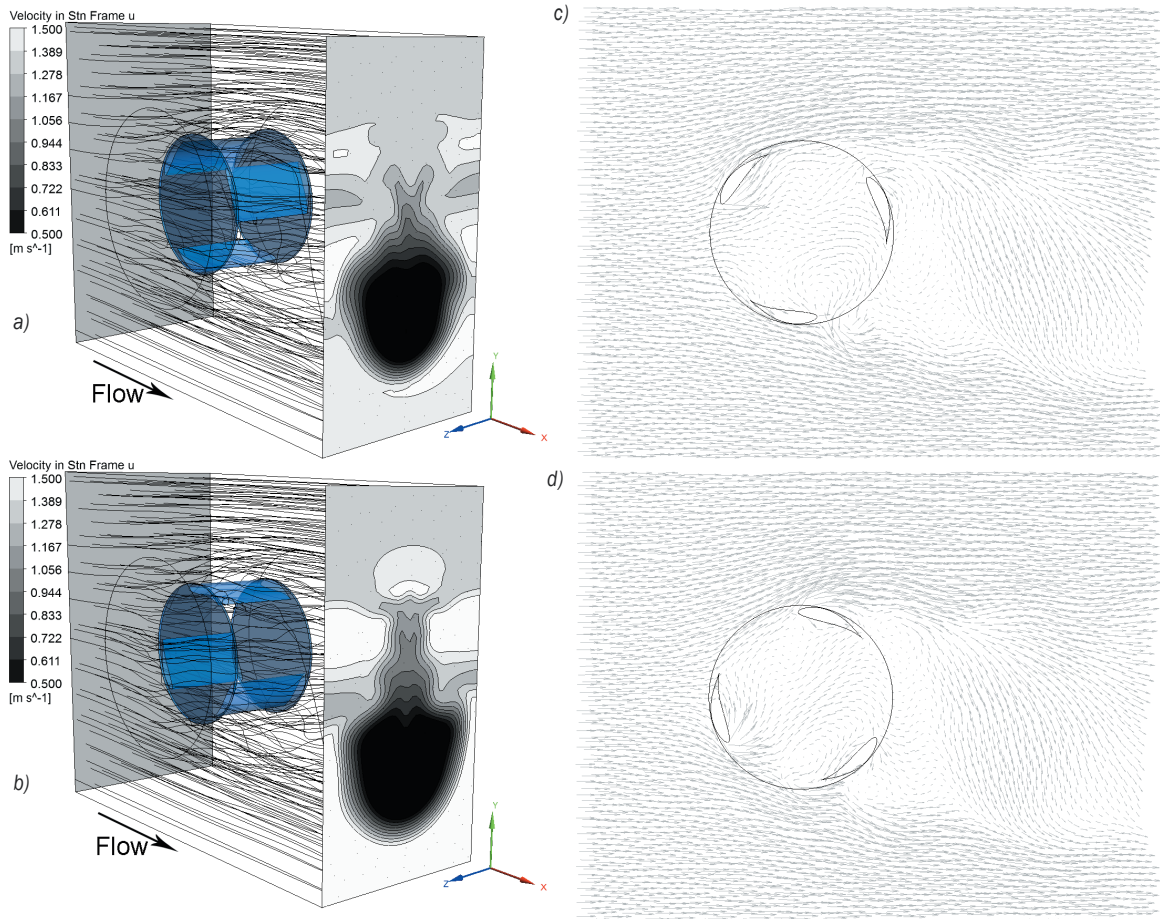 Velocity in Stn Frame u
1.500
1.389
1.278
1.167
1.056
0.944
0.833
0.722
0.611
0.500
[m s^-1]
a)
Flow
Y
Z
X
Velocity in Stn Frame u
1.500
1.389
1.278
1.167
1.056
0.944
0.833
0.722
0.611
0.500
[m s^-1]
b)
Flow
Y
Z
X
c)
d)